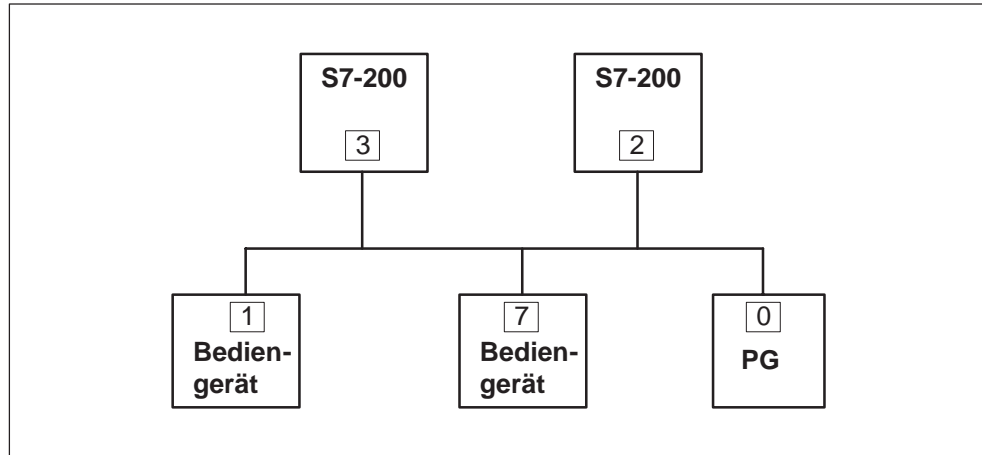 S7-200
3
S7-200
2
1
Bedien-
gerät
7
Bedien-
gerät
0
PG